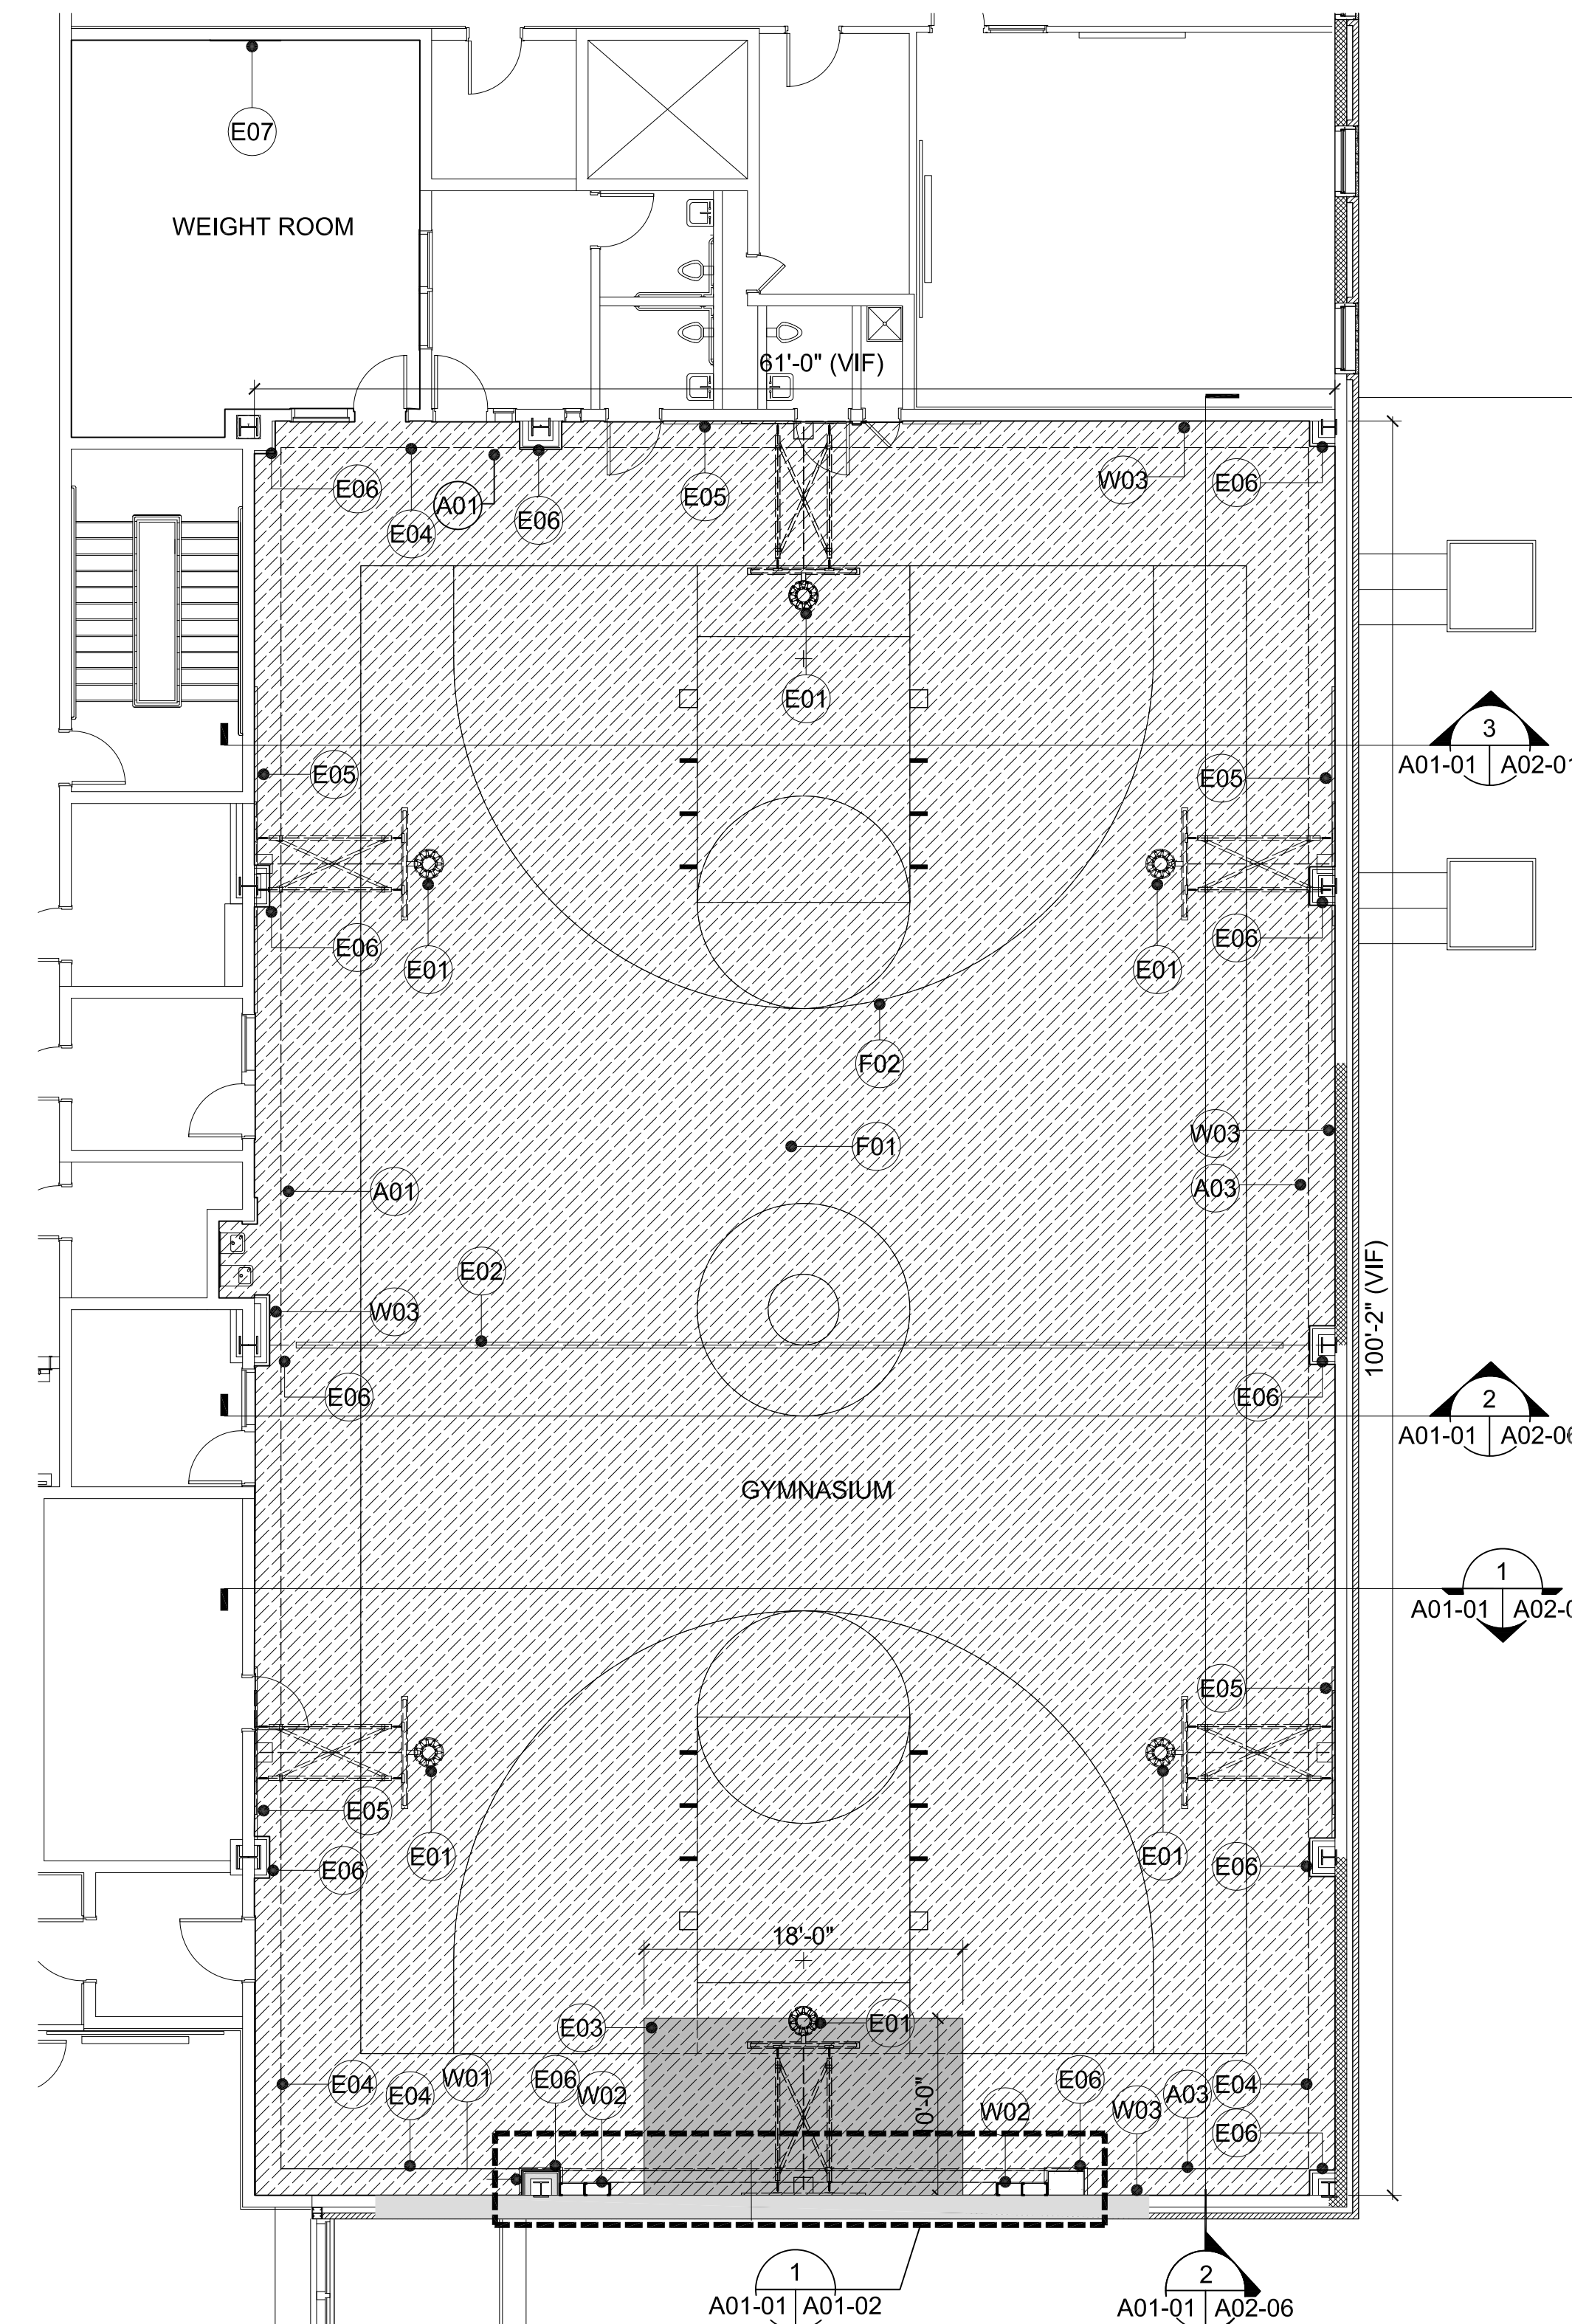 E07
WEIGHT ROOM
61'-0" (VIF)
E06
E04
A01
E06
E05
W03
E06
E01
3
A01-01
E05
E05
E06
E01
E01
E06
F02
F01
W03
A01
A03
E02
W03
100'-2" (VIF)
E06
E06
2
A01-01
GYMNASIUM
1
A01-01
E05
E05
E06
E01
E01
E06
18'-0"
E03
E01
E04
E04
W01
E06
W02
W02
E06
W03
A03
E04
E06
1
A01-01 A01-02
2
A01-01 A02-06